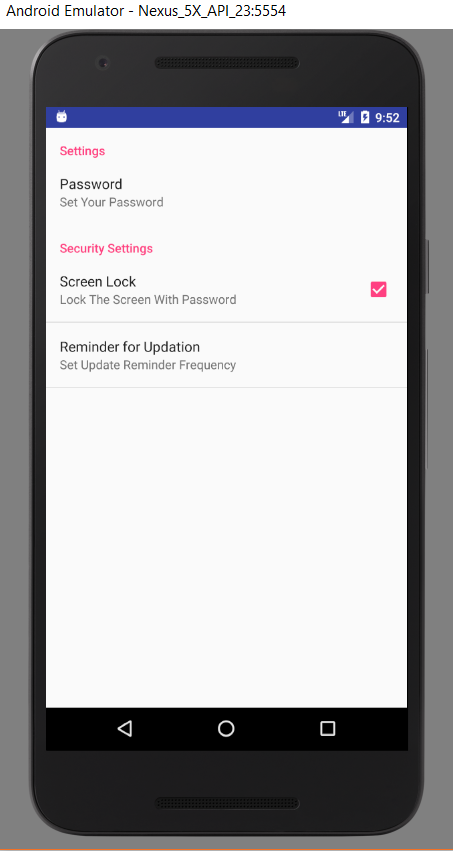 Android Emulator - Nexus_5X_API_23:5554
LTE 9:52
Settings
Password
Set Your Password
Security Settings
Screen Lock
Lock The Screen With Password
Reminder for Updation
Set Update Reminder Frequency